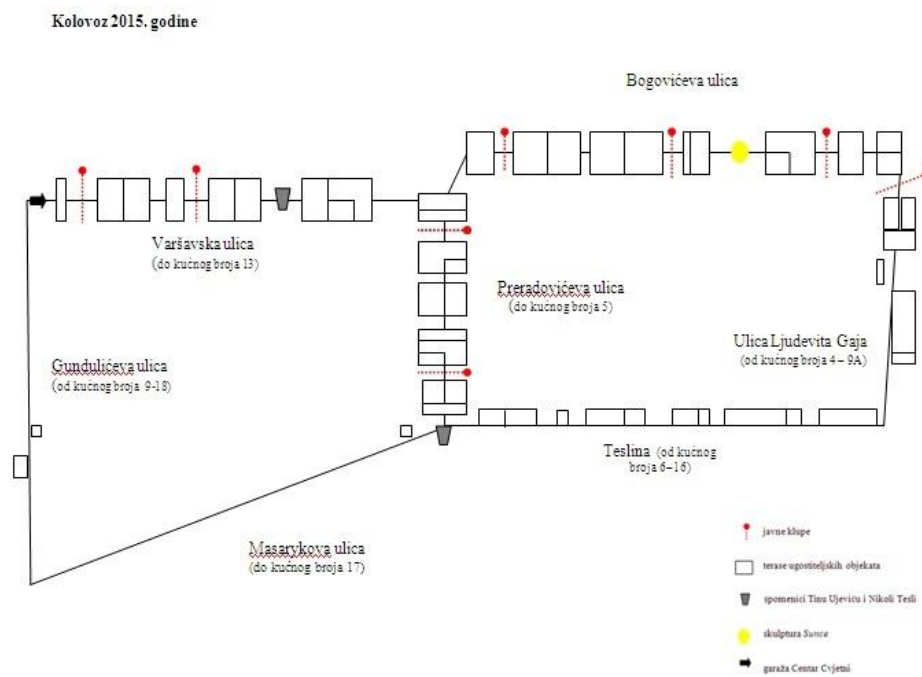 Kolovoz 2015. godine
Bogovićeva ulica
Varšavska ulica
(do kućnog broja 13)
Preradovićeva ulica
(do kućnog broja 5)
Ulica Ljudevita Gaja
(od kućnog broja 4 – 9A)
Gundulićeva ulica
(od kućnog broja 9-18)
Teslina (od kućnog
broja 6–16)
Masarykova ulica
(do kućnog broja 17)
javne klupe
terase ugostiteljskih objekata
spomenici Tinu Ujeviću i Nikoli Tesli
skulptura Sunce
garaža Centar Cvjetni